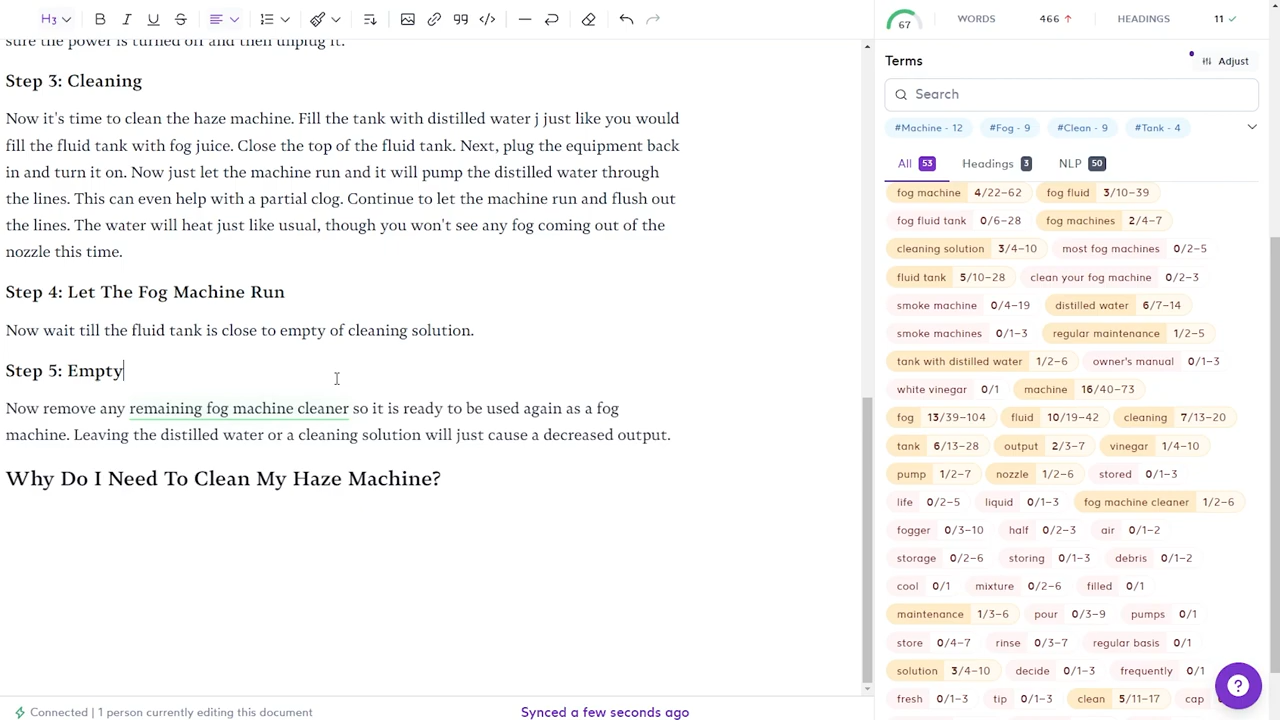 H3 B I U S
67 WORDS 466 HEADINGS 11
sure the power is turned off and then unplug it.
Step 3: Cleaning
Now it's time to clean the haze machine. Fill the tank with distilled water j just like you would
fill the fluid tank with fog juice. Close the top of the fluid tank. Next, plug the equipment back
in and turn it on. Now just let the machine run and it will pump the distilled water through
the lines. This can even help with a partial clog. Continue to let the machine run and flush out
the lines. The water will heat just like usual, though you won't see any fog coming out of the
nozzle this time.
Step 4: Let The Fog Machine Run
Now wait till the fluid tank is close to empty of cleaning solution.
Step 5: Empty
Now remove any remaining fog machine cleaner so it is ready to be used again as a fog
machine. Leaving the distilled water or a cleaning solution will just cause a decreased output.
Why Do I Need To Clean My Haze Machine?
Terms Adjust
Search
#Machine - 12 #Fog - 9 #Clean - 9 #Tank - 4
All 53 Headings 3 NLP 50
fog machine 4/22–62 fog fluid 3/10–39
fog fluid tank 0/6–28 fog machines 2/4–7
cleaning solution 3/4–10 most fog machines 0/2–5
fluid tank 5/10–28 clean your fog machine 0/2–3
smoke machine 0/4–19 distilled water 6/7–14
smoke machines 0/1–3 regular maintenance 1/2–5
tank with distilled water 1/2–6 owner's manual 0/1–3
white vinegar 0/1 machine 16/40–73
fog 13/39–104 fluid 10/19–42 cleaning 7/13–20
tank 6/13–28 output 2/3–7 vinegar 1/4–10
pump 1/2–7 nozzle 1/2–6 stored 0/1–3
life 0/2–5 liquid 0/1–3 fog machine cleaner 1/2–6
fogger 0/3–10 half 0/2–3 air 0/1–2
storage 0/2–6 storing 0/1–3 debris 0/1–2
cool 0/1 mixture 0/2–6 filled 0/1
maintenance 1/3–6 pour 0/3–9 pumps 0/1
store 0/4–7 rinse 0/3–7 regular basis 0/1
solution 3/4–10 decide 0/1–3 frequently 0/1
fresh 0/1–3 tip 0/1–3 clean 5/11–17 cap
Connected | 1 person currently editing this document Synced a few seconds ago